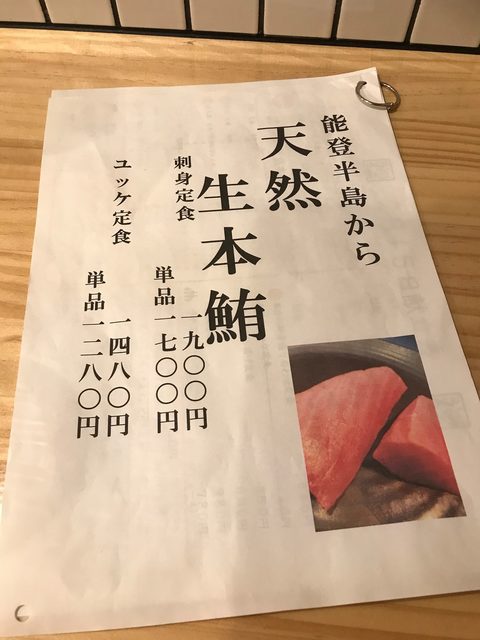 能登半島から
天然
生本鮪
刺身定食
一九〇〇円
単品一七〇〇円
ユッケ定食
一四八〇円
単品一二八〇円